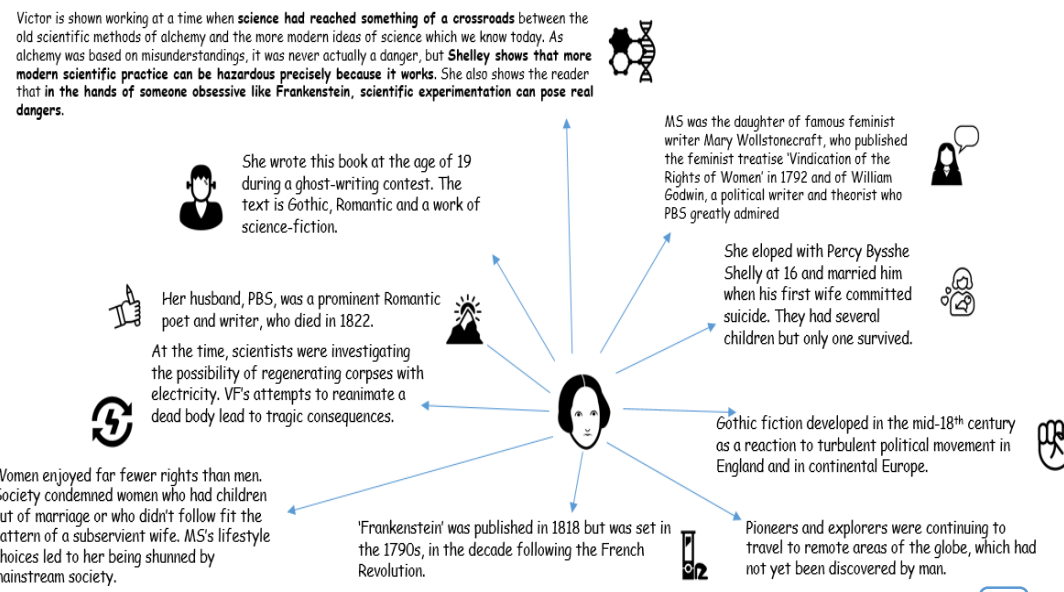 Victor is shown working at a time when science had reached something of a crossroads between the
old scientific methods of alchemy and the more modern ideas of science which we know today. As
alchemy was based on misunderstandings, it was never actually a danger, but Shelley shows that more
modern scientific practice can be hazardous precisely because it works. She also shows the reader
that in the hands of someone obsessive like Frankenstein, scientific experimentation can pose real
dangers.
MS was the daughter of famous feminist
writer Mary Wollstonecraft, who published
the feminist treatise 'Vindication of the
Rights of Women' in 1792 and of William
Godwin, a political writer and theorist who
PBS greatly admired
She wrote this book at the age of 19
during a ghost-writing contest. The
text is Gothic, Romantic and a work of
science-fiction.
She eloped with Percy Bysshe
Shelly at 16 and married him
when his first wife committed
suicide. They had several
children but only one survived.
Her husband, PBS, was a prominent Romantic
poet and writer, who died in 1822.
At the time, scientists were investigating
the possibility of regenerating corpses with
electricity. VF's attempts to reanimate a
dead body lead to tragic consequences.
Gothic fiction developed in the mid-18th century
as a reaction to turbulent political movement in
England and in continental Europe.
Women enjoyed far fewer rights than men.
Society condemned women who had children
ut of marriage or who didn't follow fit the
attern of a subservient wife. MS's lifestyle
hoices led to her being shunned by
mainstream society.
'Frankenstein' was published in 1818 but was set in
the 1790s, in the decade following the French
Revolution.
Pioneers and explorers were continuing to
travel to remote areas of the globe, which had
not yet been discovered by man.